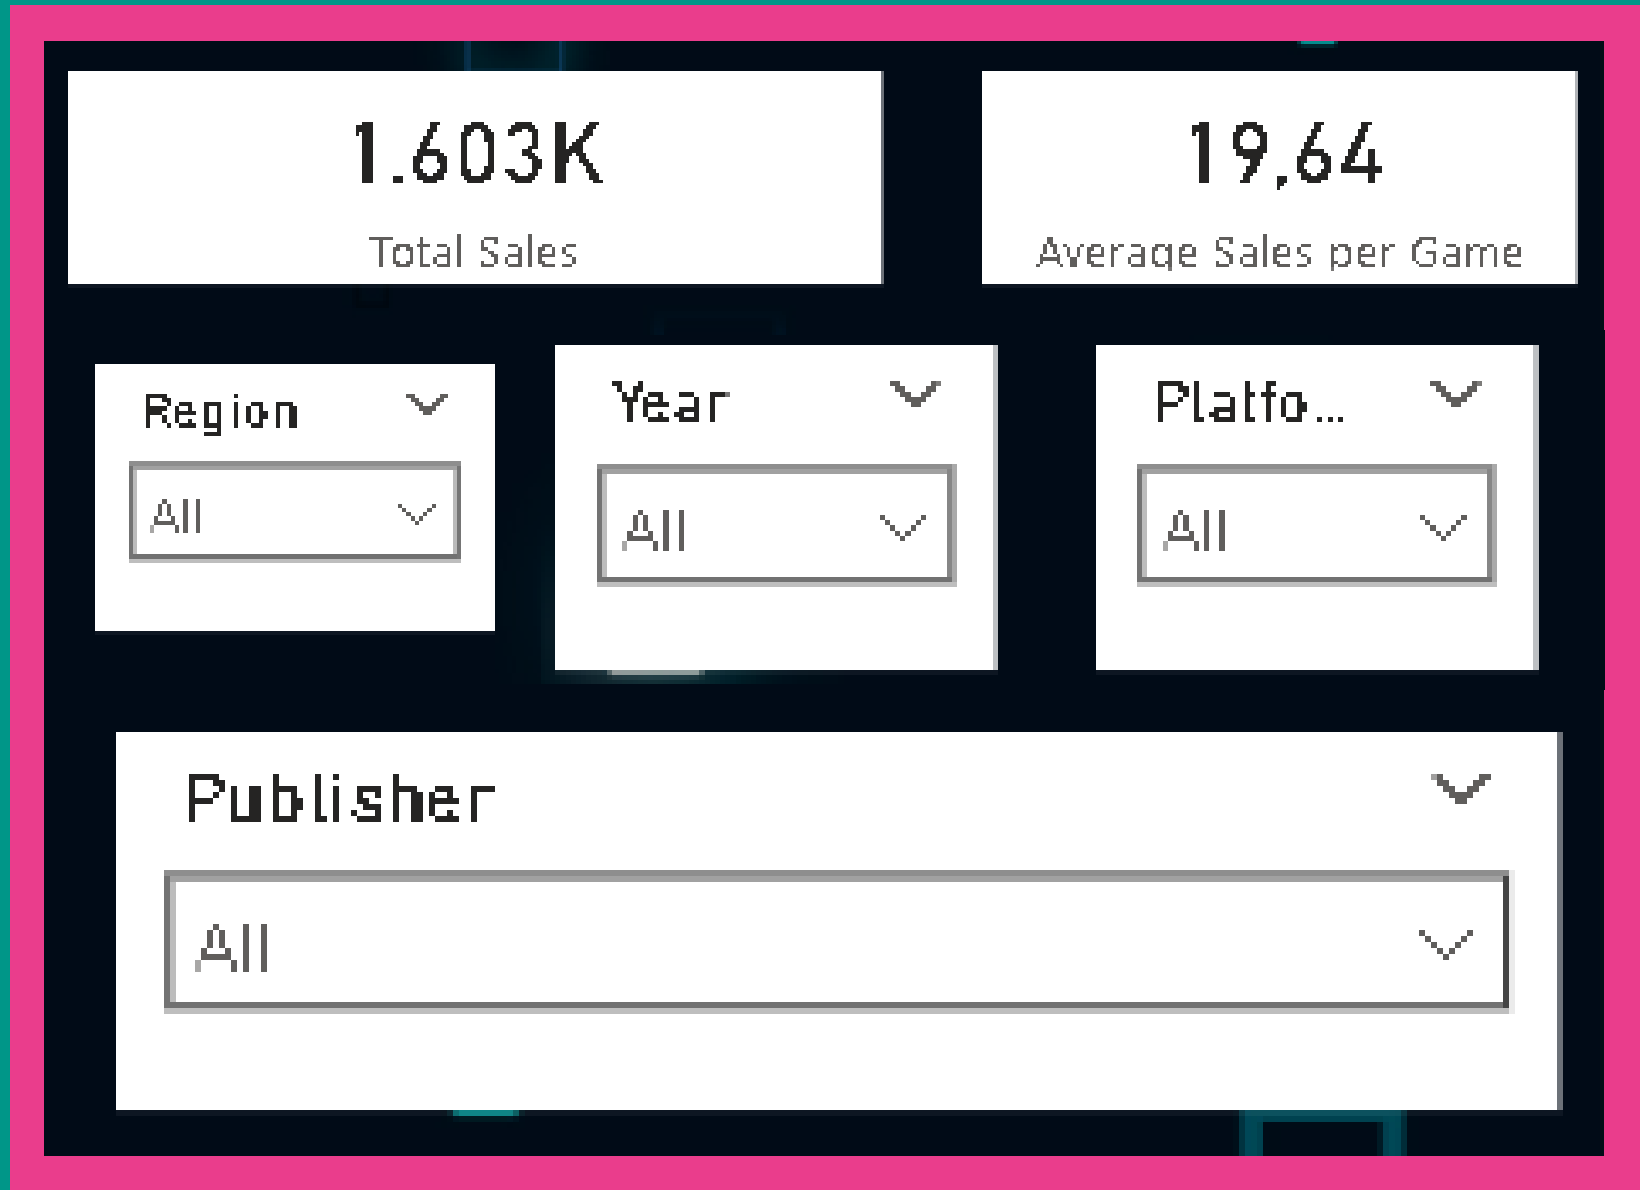 1.603K
Total Sales
19,64
Average Sales per Game
Region
All
Year
All
Platfo...
All
Publisher
All